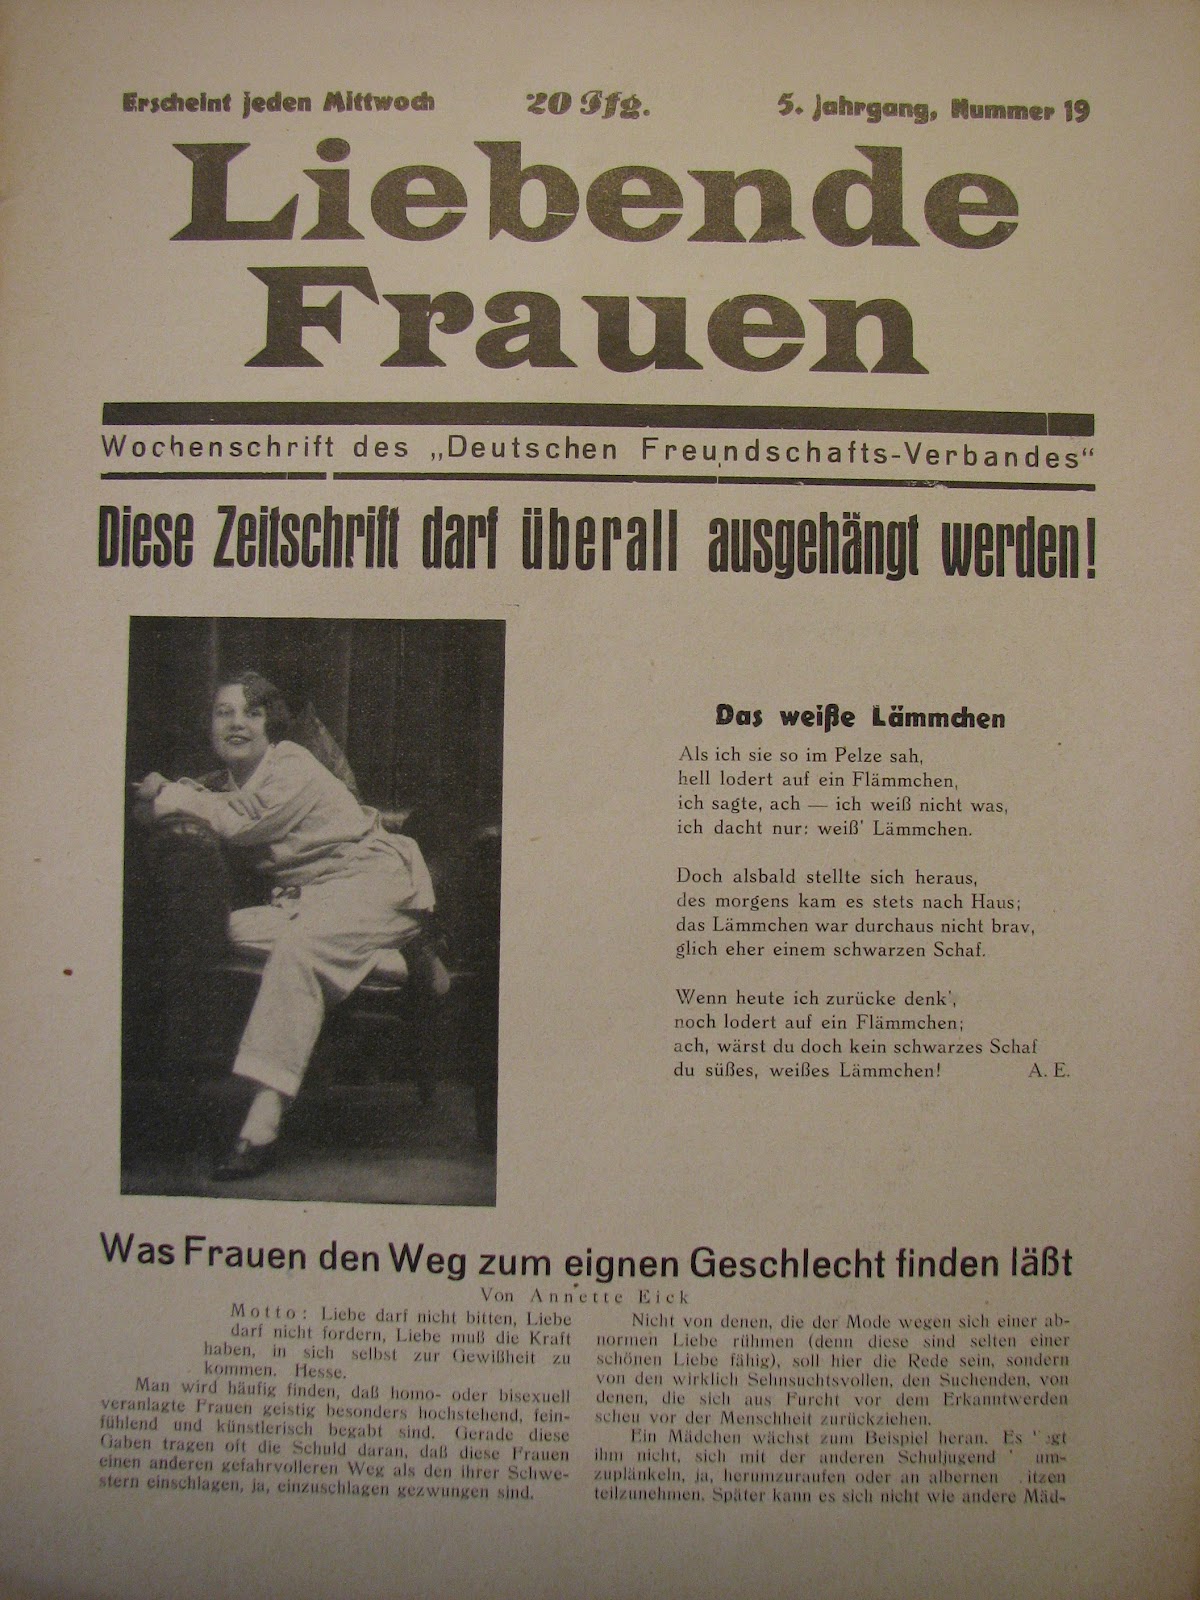 Erscheint jeden Mittwoch 20 Pfg. 5. Jahrgang, Nummer 19
Liebende
Frauen
Wochenschrift des „Deutschen Freundschafts-Verbandes“
Diese Zeitschrift darf überall ausgehängt werden!
Das weiße Lämmchen
Als ich sie so im Pelze sah,
hell lodert auf ein Flämmchen,
ich sagte, ach — ich weiß nicht was,
ich dacht nur: weiß' Lämmchen.
Doch alsbald stellte sich heraus,
des morgens kam es stets nach Haus;
das Lämmchen war durchaus nicht brav,
glich eher einem schwarzen Schaf.
Wenn heute ich zurücke denk',
noch lodert auf ein Flämmchen;
ach, wärst du doch kein schwarzes Schaf
du süßes, weißes Lämmchen! A. E.
Was Frauen den Weg zum eignen Geschlecht finden läßt
Von Annette Eick
Motto: Liebe darf nicht bitten, Liebe
darf nicht fordern, Liebe muß die Kraft
haben, in sich selbst zur Gewißheit zu
kommen. Hesse.
Man wird häufig finden, daß homo- oder bisexuell
veranlagte Frauen geistig besonders hochstehend, fein-
fühlend und künstlerisch begabt sind. Gerade diese
Gaben tragen oft die Schuld daran, daß diese Frauen
einen anderen gefahrvolleren Weg als den ihrer Schwe-
stern einschlagen, ja, einzuschlagen gezwungen sind.
Nicht von denen, die der Mode wegen sich einer ab-
normen Liebe rühmen (denn diese sind selten einer
schönen Liebe fähig), soll hier die Rede sein, sondern
von den wirklich Sehnsuchtsvollen, den Suchenden, von
denen, die sich aus Furcht vor dem Erkanntwerden
scheu vor der Menschheit zurückziehen.
Ein Mädchen wächst zum Beispiel heran. Es
ihm nicht, sich mit der anderen Schuljugend um-
zuplänkeln, ja, herumzuraufen oder an albernen
teilzunehmen. Später kann es sich nicht wie andere Mäd-